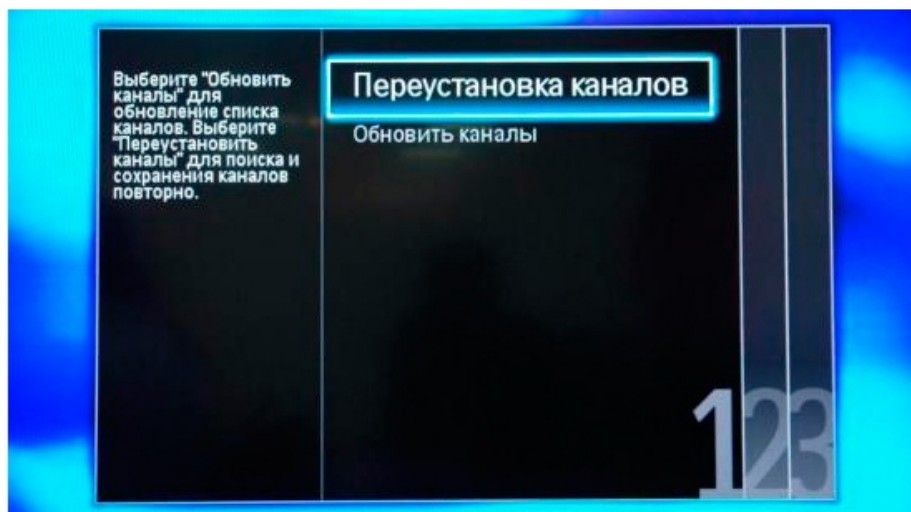 Выберите "Обновить
каналы" для
обновление списка
каналов. Выберите
"Переустановить
каналы" для поиска и
сохранения каналов
повторно.
Переустановка каналов
Обновить каналы
123